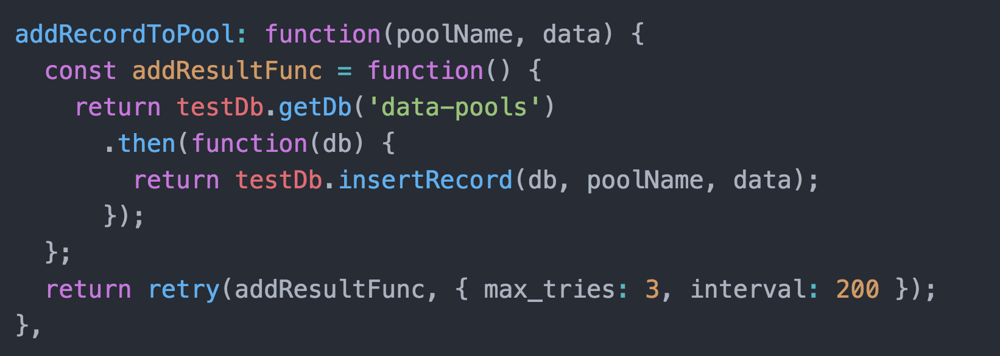 addRecordToPool: function(poolName, data) {
  const addResultFunc = function() {
    return testDb.getDb('data-pools')
      .then(function(db) {
        return testDb.insertRecord(db, poolName, data);
      });
  };
  return retry(addResultFunc, { max_tries: 3, interval: 200 });
},